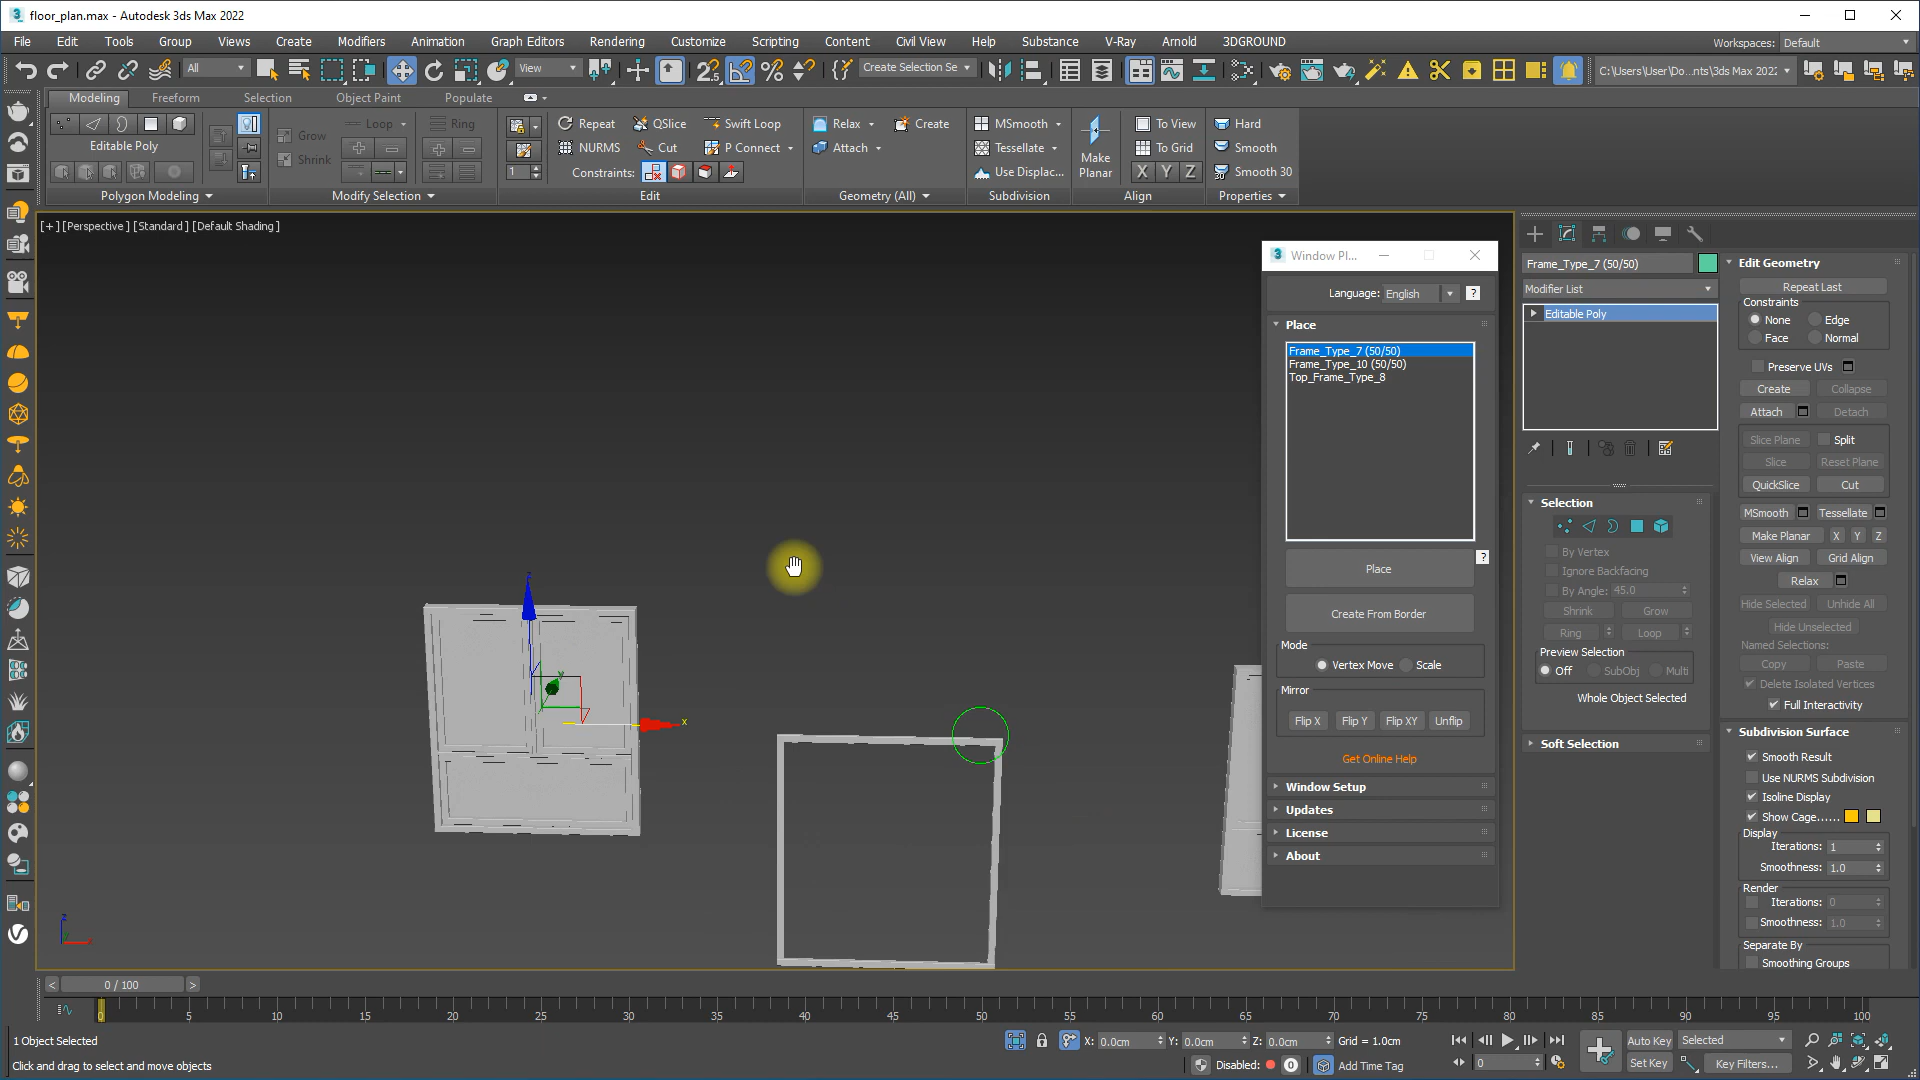 floor_plan.max - Autodesk 3ds Max 2022
File Edit Tools Group Views Create Modifiers Animation Graph Editors Rendering Customize Scripting Content Civil View Help Substance V-Ray Arnold 3DGROUND
Workspaces: Default
All View Create Selection Se C:\Users\User\Do...nts\3ds Max 2022
Modeling Freeform Selection Object Paint Populate
Editable Poly
Polygon Modeling
Grow Loop Ring
Shrink
Modify Selection
Repeat QSlice Swift Loop
NURMS Cut P Connect
1 Constraints:
Edit
Relax Create
Attach
Geometry (All)
MSmooth
Tessellate
Use Displac...
Subdivision
Make
Planar
To View
To Grid
X Y Z
Align
Hard
Smooth
Smooth 30
Properties
[+] [Perspective ] [Standard ] [Default Shading ]
z
y
x
z
Window Pl...
Language: English ?
Place
Frame_Type_7 (50/50)
Frame_Type_10 (50/50)
Top_Frame_Type_8
Place ?
Create From Border
Mode
Vertex Move Scale
Mirror
Flip X Flip Y Flip XY Unflip
Get Online Help
Window Setup
Updates
License
About
Frame_Type_7 (50/50)
Modifier List
Editable Poly
Selection
By Vertex
Ignore Backfacing
By Angle: 45.0
Shrink Grow
Ring Loop
Preview Selection
Off SubObj Multi
Whole Object Selected
Soft Selection
Edit Geometry
Repeat Last
Constraints
None Edge
Face Normal
Preserve UVs
Create Collapse
Attach Detach
Slice Plane Split
Slice Reset Plane
QuickSlice Cut
MSmooth Tessellate
Make Planar X Y Z
View Align Grid Align
Relax
Hide Selected Unhide All
Hide Unselected
Named Selections:
Copy Paste
Delete Isolated Vertices
Full Interactivity
Subdivision Surface
Smooth Result
Use NURMS Subdivision
Isoline Display
Show Cage......
Display
Iterations: 1
Smoothness: 1.0
Render
Iterations: 0
Smoothness: 1.0
Separate By
Smoothing Groups
< 0 / 100 >
0 5 10 15 20 25 30 35 40 45 50 55 60 65 70 75 80 85 90 95 100
1 Object Selected
Click and drag to select and move objects
X: 0.0cm Y: 0.0cm Z: 0.0cm Grid = 1.0cm
Disabled: 0 Add Time Tag
0
Auto Key Selected
Set Key Key Filters...